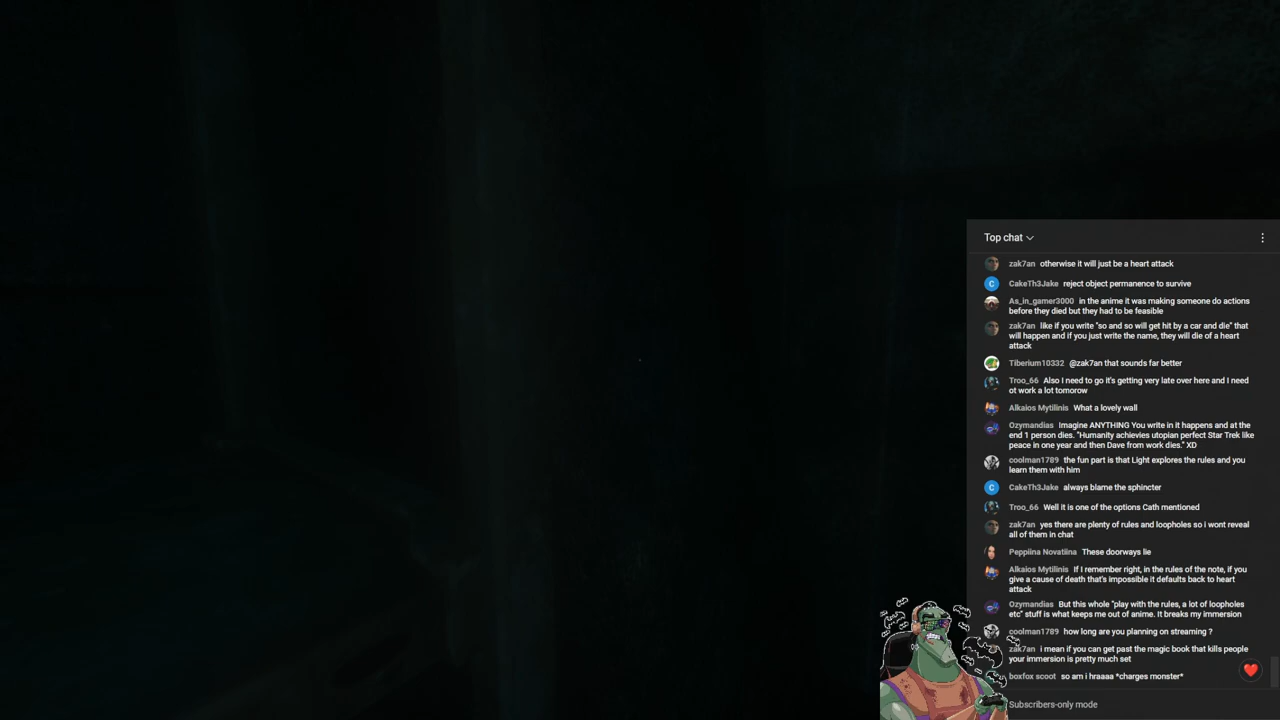 Top chat
zak7an otherwise it will just be a heart attack
CakeTh3Jake reject object permanence to survive
As_in_gamer3000 in the anime it was making someone do actions
before they died but they had to be feasible
zak7an like if you write "so and so will get hit by a car and die" that
will happen and if you just write the name, they will die of a heart
attack
Tiberium10332 @zak7an that sounds far better
Troo_66 Also I need to go it's getting very late over here and I need
ot work a lot tomorow
Alkaios Mytilinis What a lovely wall
Ozymandias Imagine ANYTHING You write in it happens and at the
end 1 person dies. "Humanity achievies utopian perfect Star Trek like
peace in one year and then Dave from work dies." XD
coolman1789 the fun part is that Light explores the rules and you
learn them with him
C CakeTh3Jake always blame the sphincter
Troo_66 Well it is one of the options Cath mentioned
zak7an yes there are plenty of rules and loopholes so i wont reveal
all of them in chat
Peppiina Novatiina These doorways lie
Alkaios Mytilinis If I remember right, in the rules of the note, if you
give a cause of death that's impossible it defaults back to heart
attack
Ozymandias But this whole "play with the rules, a lot of loopholes
etc" stuff is what keeps me out of anime. It breaks my immersion
coolman1789 how long are you planning on streaming ?
zak7an i mean if you can get past the magic book that kills people
your immersion is pretty much set
boxfox scoot so am i hraaaa *charges monster*
Subscribers-only mode